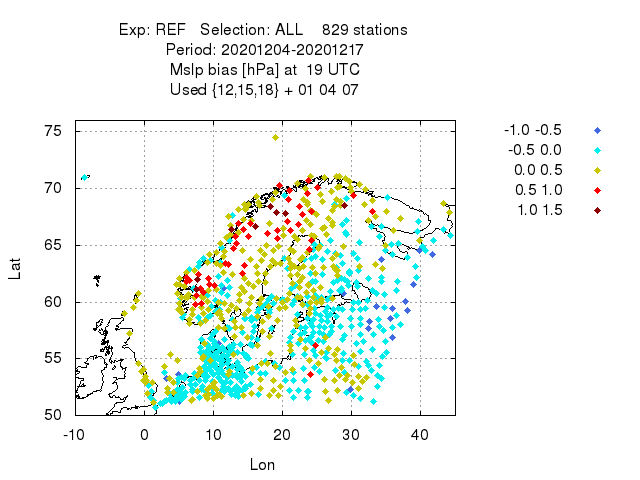 Exp: REF Selection: ALL 829 stations
Period: 20201204-20201217
Mslp bias [hPa] at 19 UTC
Used {12,15,18} + 01 04 07
-1.0 -0.5
-0.5 0.0
0.0 0.5
0.5 1.0
1.0 1.5
75
70
65
60
55
50
Lat
-10 0 10 20 30 40
Lon